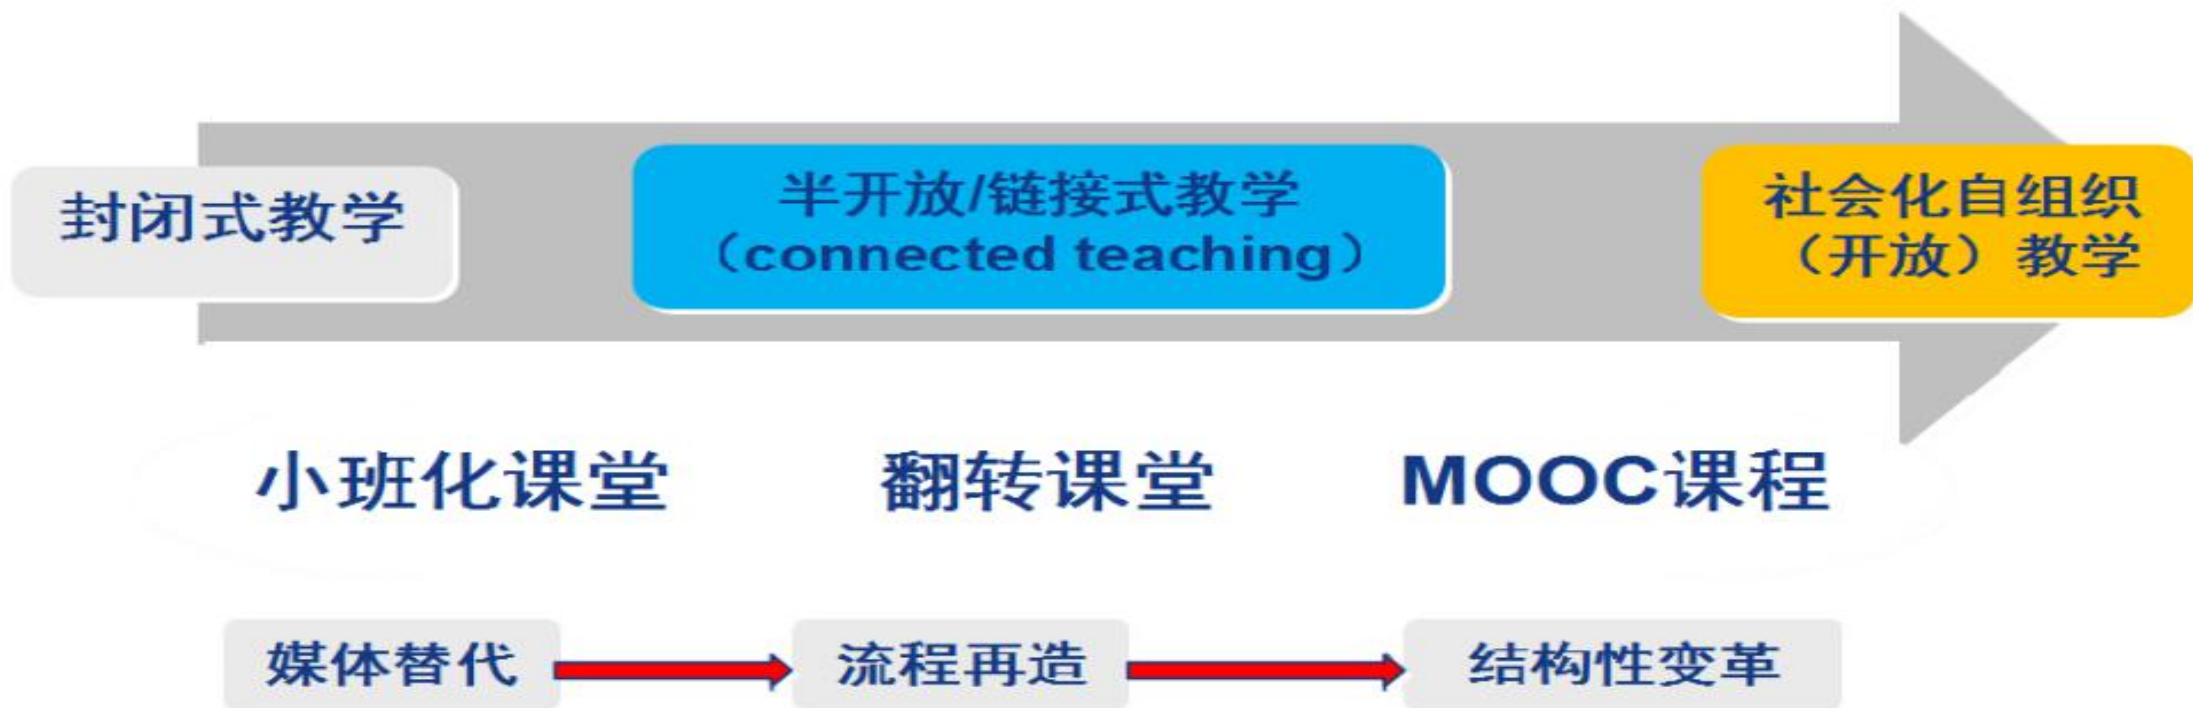 封闭式教学
半开放/链接式教学
（connected teaching）
社会化自组织
（开放）教学
小班化课堂
翻转课堂
MOOC课程
媒体替代
流程再造
结构性变革